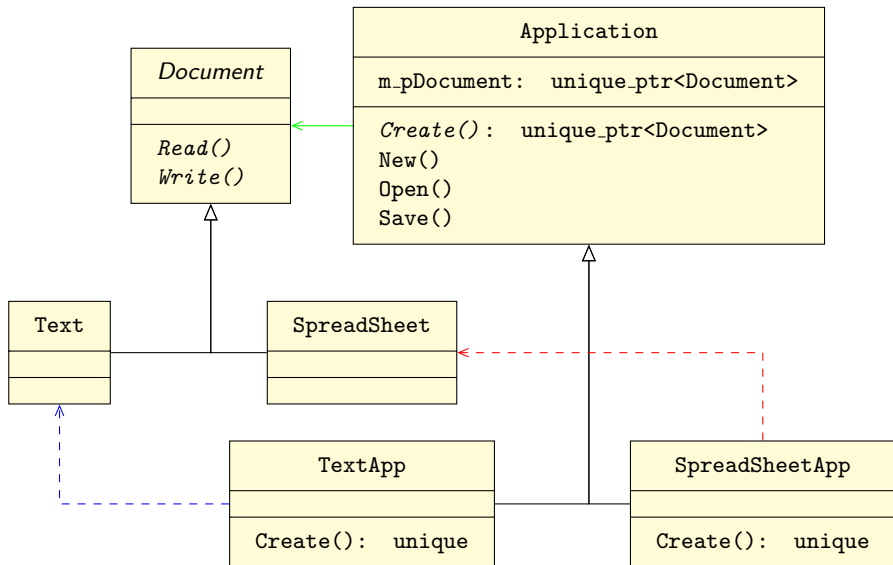 Document
Read()
Write()
Application
m_pDocument: unique_ptr<Document>
Create(): unique_ptr<Document>
New()
Open()
Save()
Text
SpreadSheet
TextApp
Create(): unique
SpreadSheetApp
Create(): unique